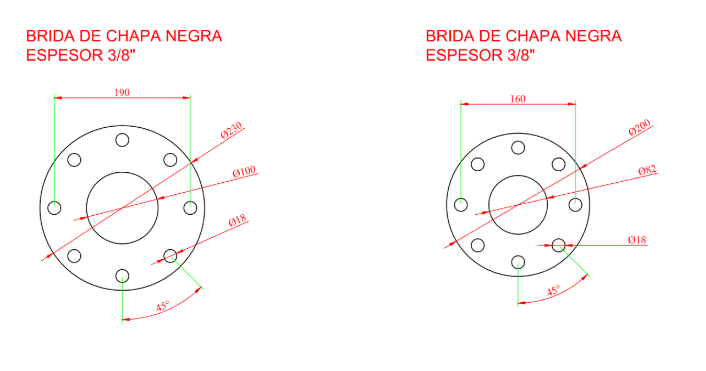 BRIDA DE CHAPA NEGRA
ESPESOR 3/8"
190
Ø230
Ø100
Ø18
45°
BRIDA DE CHAPA NEGRA
ESPESOR 3/8"
160
Ø200
Ø82
Ø18
45°